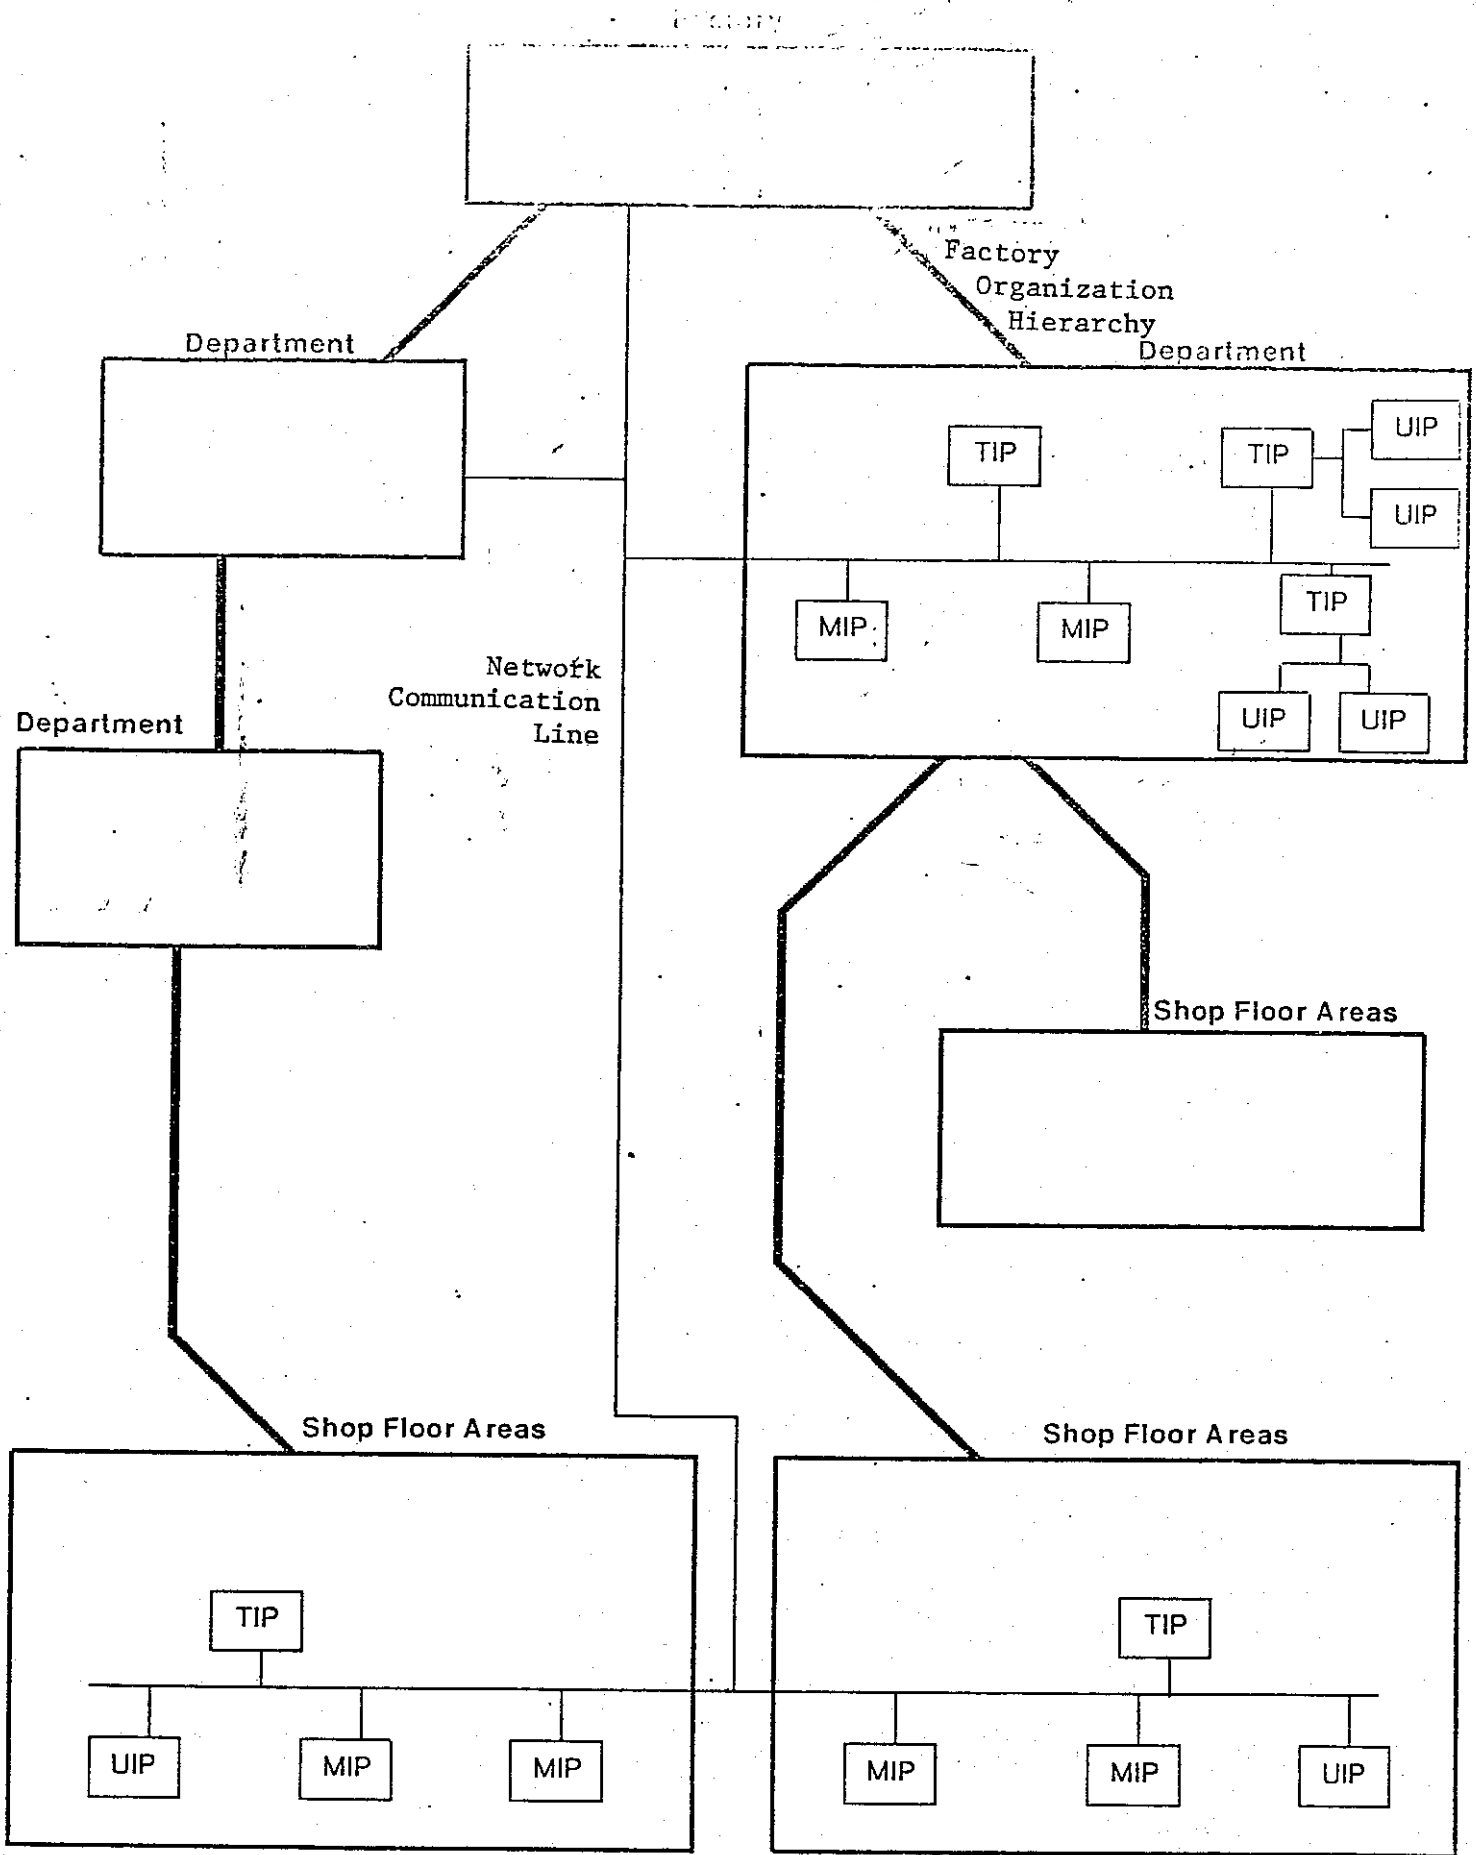 Factory
Organization
Hierarchy
Department
Department
TIP
TIP
UIP
UIP
MIP
MIP
TIP
UIP
UIP
Network
Communication
Line
Department
Shop Floor Areas
Shop Floor Areas
TIP
UIP
MIP
MIP
Shop Floor Areas
TIP
MIP
MIP
UIP